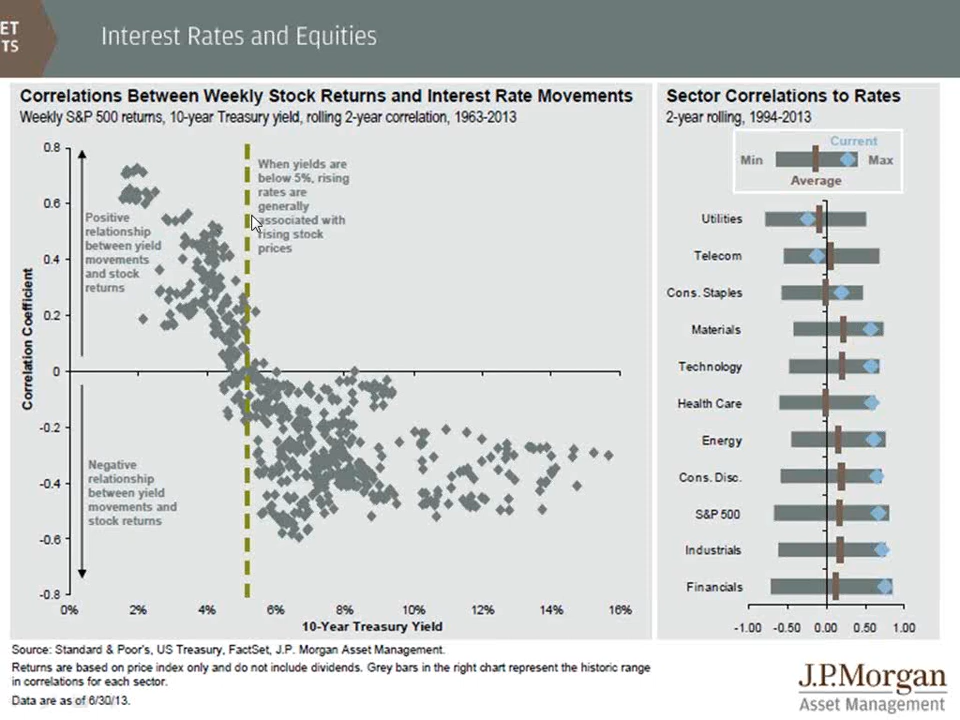 ET
TS
Interest Rates and Equities
Correlations Between Weekly Stock Returns and Interest Rate Movements
Weekly S&P 500 returns, 10-year Treasury yield, rolling 2-year correlation, 1963-2013
Correlation Coefficient
0.8
0.6
0.4
0.2
0
-0.2
-0.4
-0.6
-0.8
Positive
relationship
between yield
movements
and stock
returns
When yields are
below 5%, rising
rates are
generally
associated with
rising stock
prices
Negative
relationship
between yield
movements and
stock returns
0% 2% 4% 6% 8% 10% 12% 14% 16%
10-Year Treasury Yield
Sector Correlations to Rates
2-year rolling, 1994-2013
Current
Min Max
Average
Utilities
Telecom
Cons. Staples
Materials
Technology
Health Care
Energy
Cons. Disc.
S&P 500
Industrials
Financials
-1.00 -0.50 0.00 0.50 1.00
Source: Standard & Poor's, US Treasury, FactSet, J.P. Morgan Asset Management.
Returns are based on price index only and do not include dividends. Grey bars in the right chart represent the historic range
in correlations for each sector.
Data are as of 6/30/13.
J.P.Morgan
Asset Management